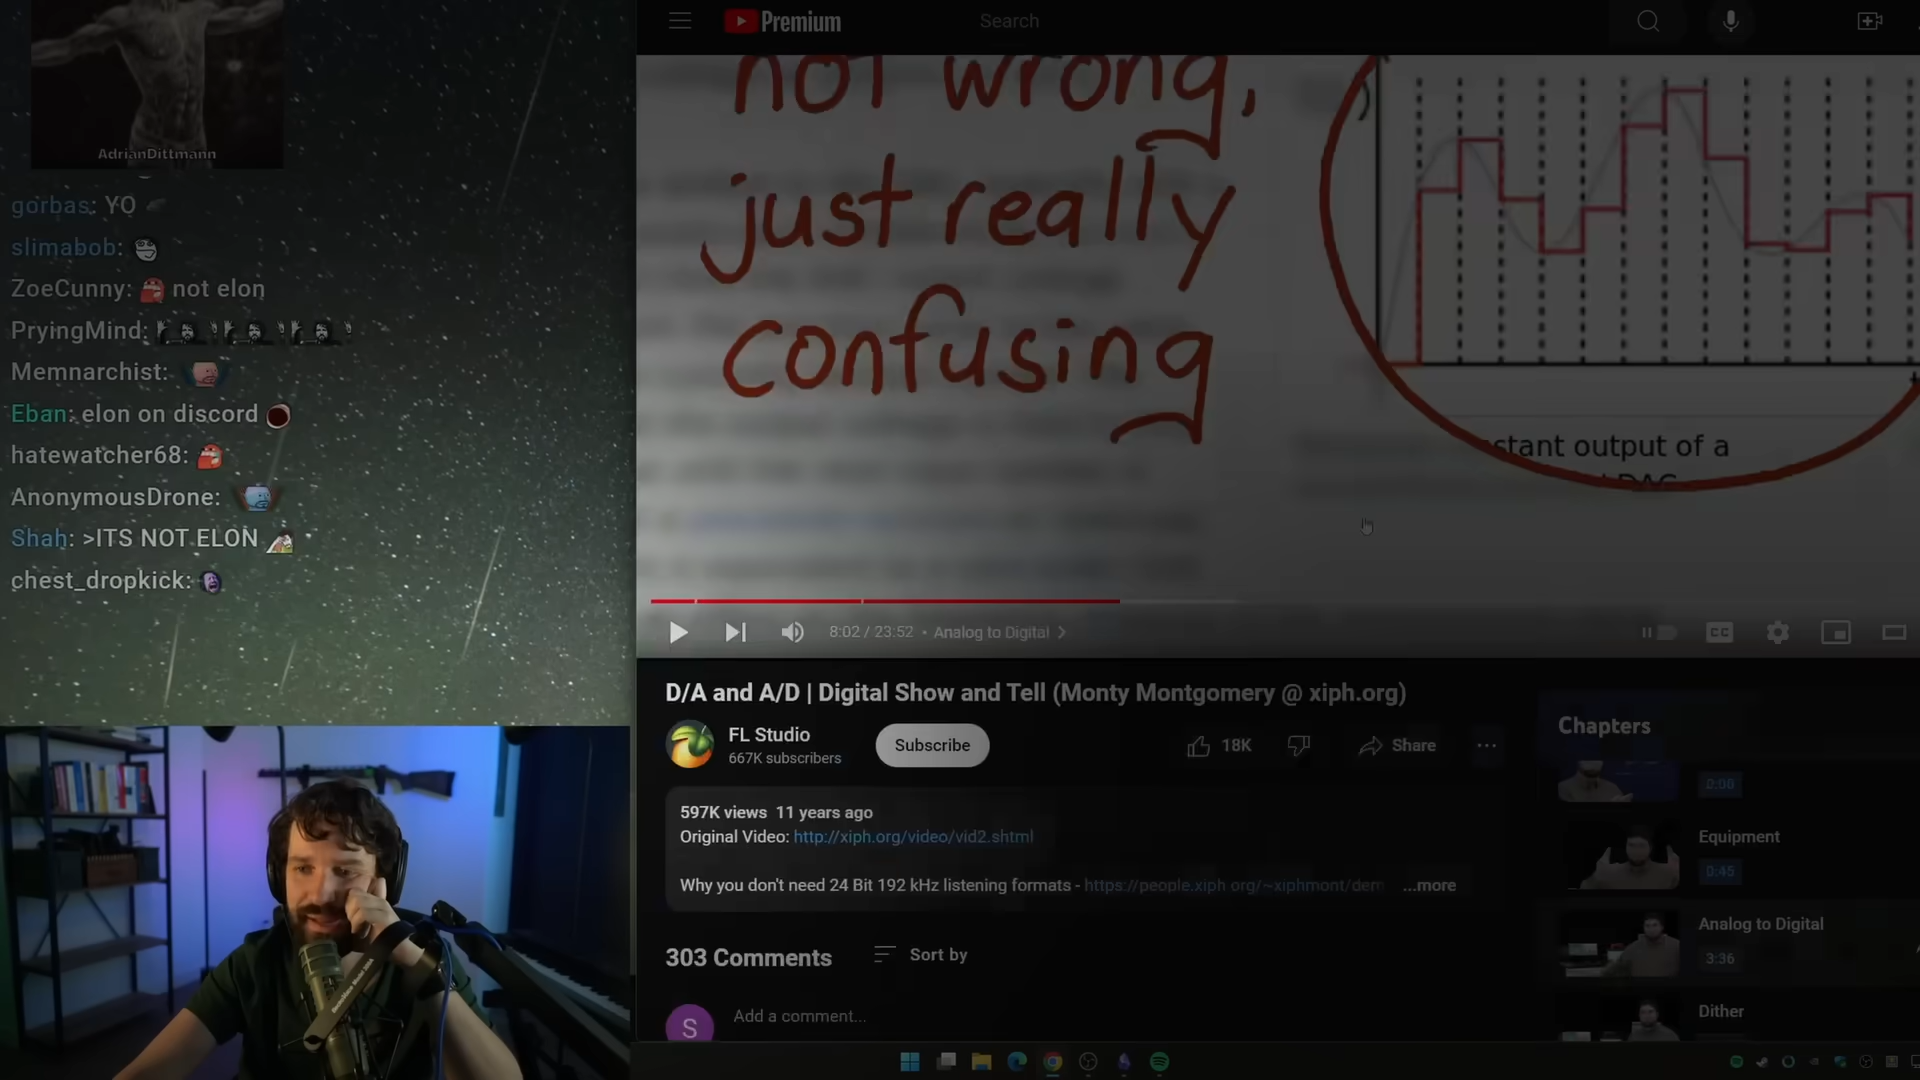 AdrianDittmann
gorbas: YO
slimabob:
ZoeCunny: not elon
PryingMind:
Memnarchist:
Eban: elon on discord
hatewatcher68:
AnonymousDrone:
Shah: >ITS NOT ELON
chest_dropkick:
Premium
Search
not wrong,
just really
confusing
stant output of a
8:02 / 23:52 • Analog to Digital
CC
D/A and A/D | Digital Show and Tell (Monty Montgomery @ xiph.org)
FL Studio
667K subscribers
Subscribe
18K
Share
597K views 11 years ago
Original Video: http://xiph.org/video/vid2.shtml
Why you don't need 24 Bit 192 kHz listening formats - https://people.xiph org/~xiphmont/dem
...more
303 Comments
Sort by
S
Add a comment...
Chapters
0:00
Equipment
0:45
Analog to Digital
3:36
Dither